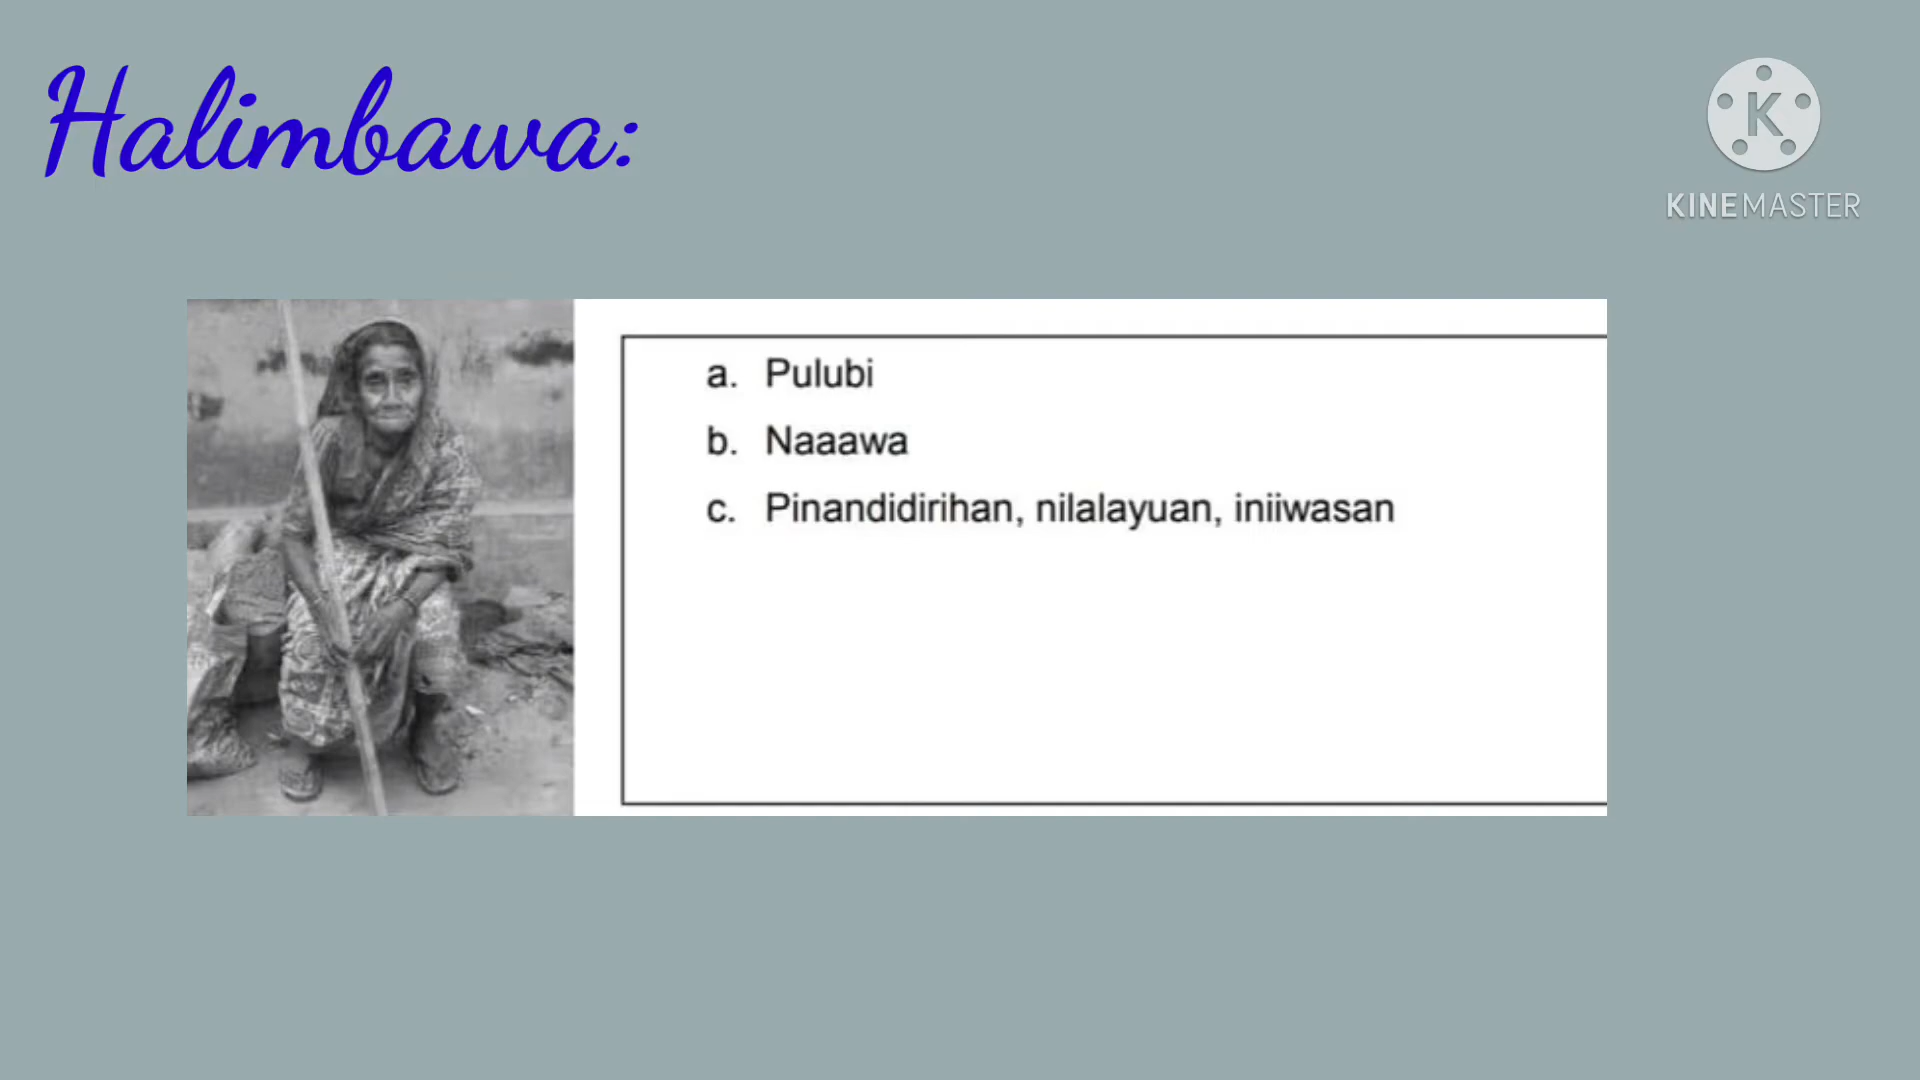 Halimbawa:
K
KINEMASTER
a. Pulubi
b. Naaawa
c. Pinandidirihan, nilalayuan, iniiwasan